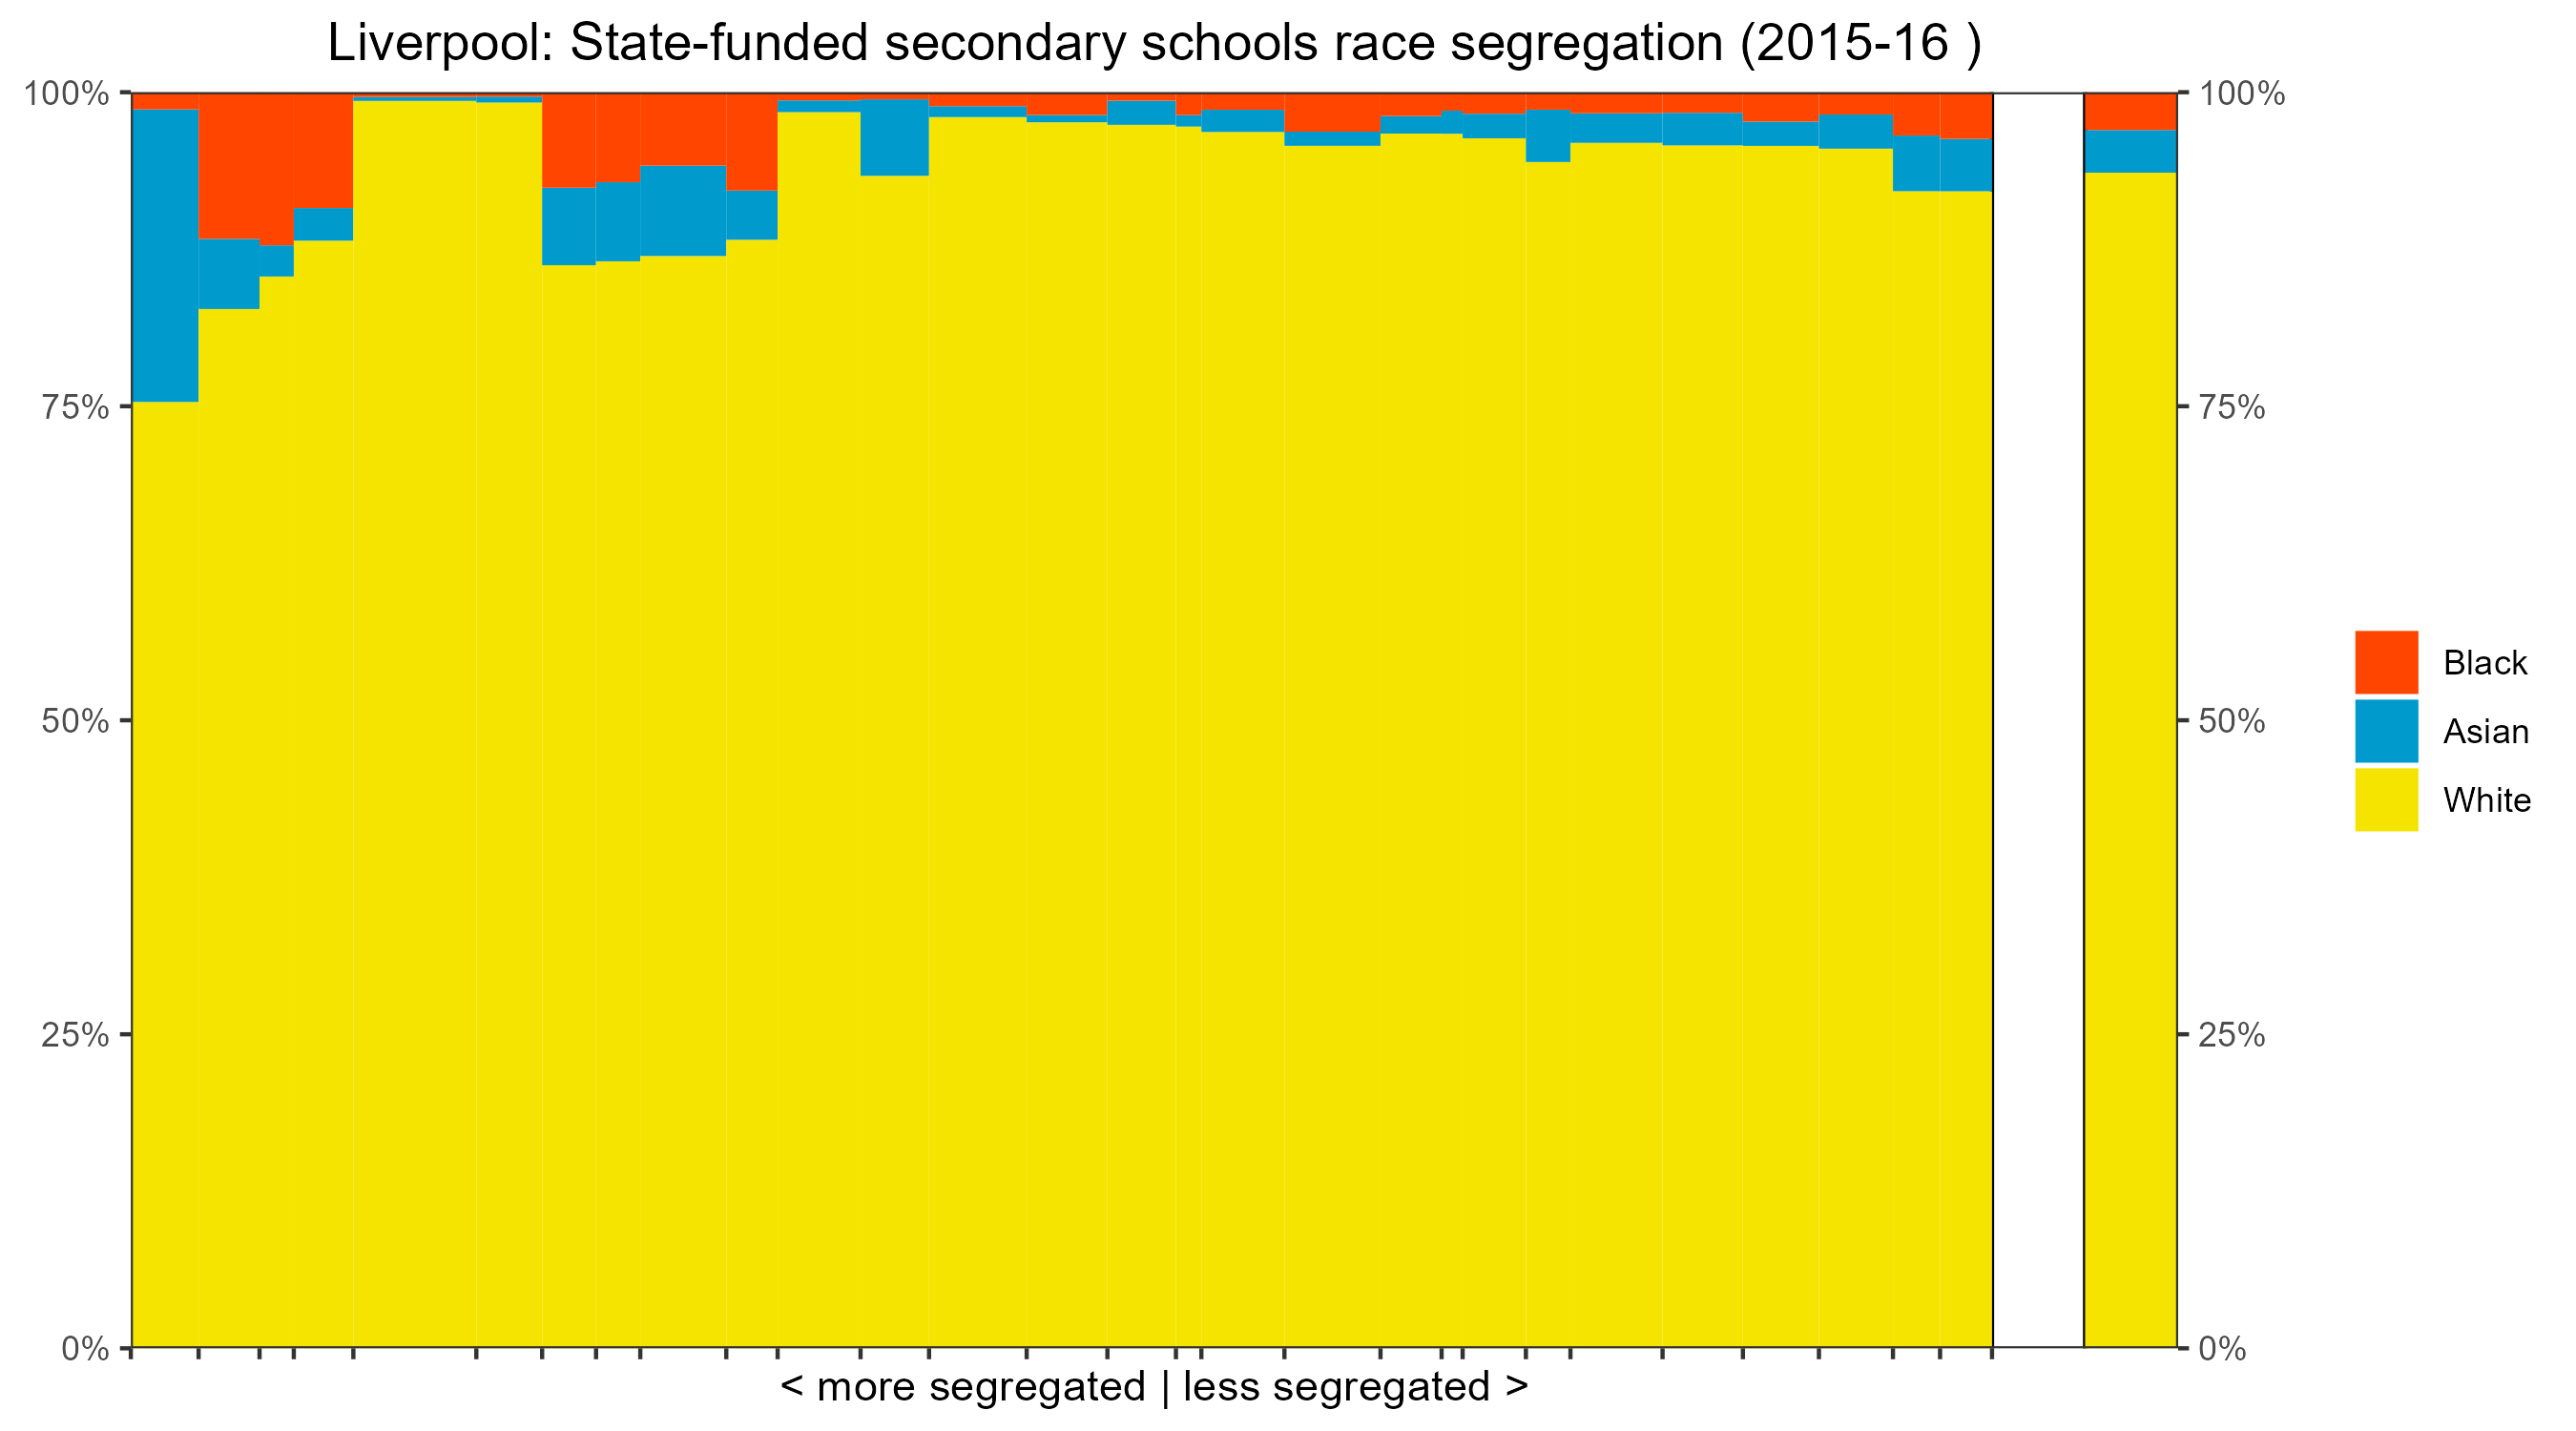 Liverpool: State-funded secondary schools race segregation (2015-16 )
100%
75%
50%
25%
0%
100%
75%
50%
25%
0%
Black
Asian
White
< more segregated | less segregated >